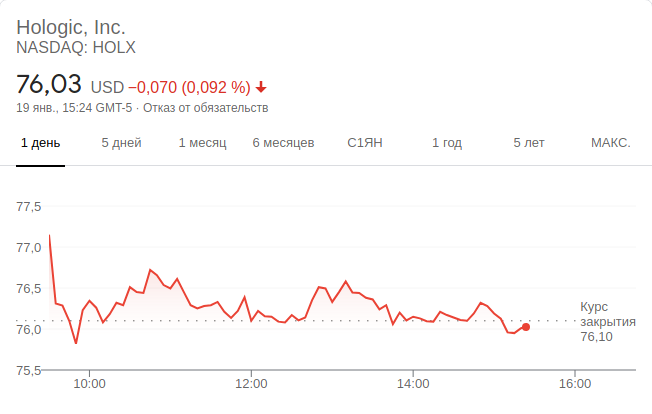 Hologic, Inc.
NASDAQ: HOLX
76,03 USD −0,070 (0,092 %)
19 янв., 15:24 GMT-5 · Отказ от обязательств
1 день 5 дней 1 месяц 6 месяцев С1ЯН 1 год 5 лет МАКС.
77,5
77,0
76,5
76,0
75,5
Курс
закрытия
76,10
10:00 12:00 14:00 16:00